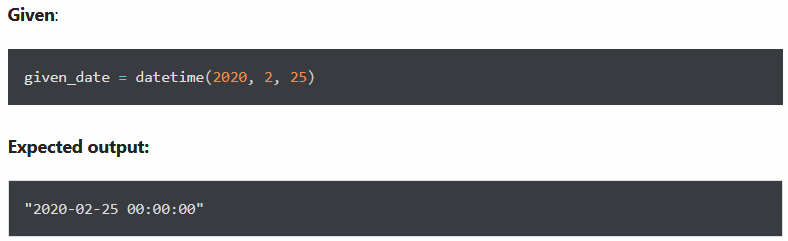 Given:
given_date = datetime(2020, 2, 25)
Expected output:
"2020-02-25 00:00:00"